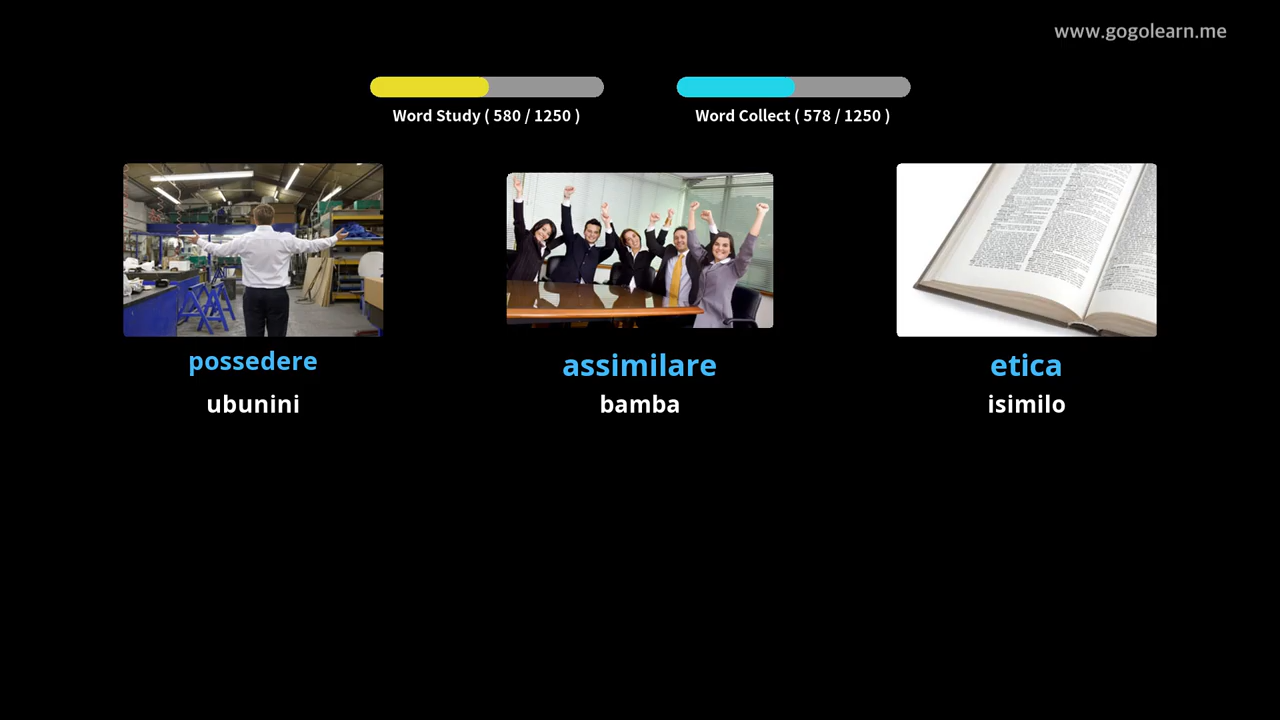 www.gogolearn.me
Word Study ( 580 / 1250 )
Word Collect ( 578 / 1250 )
possedere
assimilare
etica
ubunini
bamba
isimilo